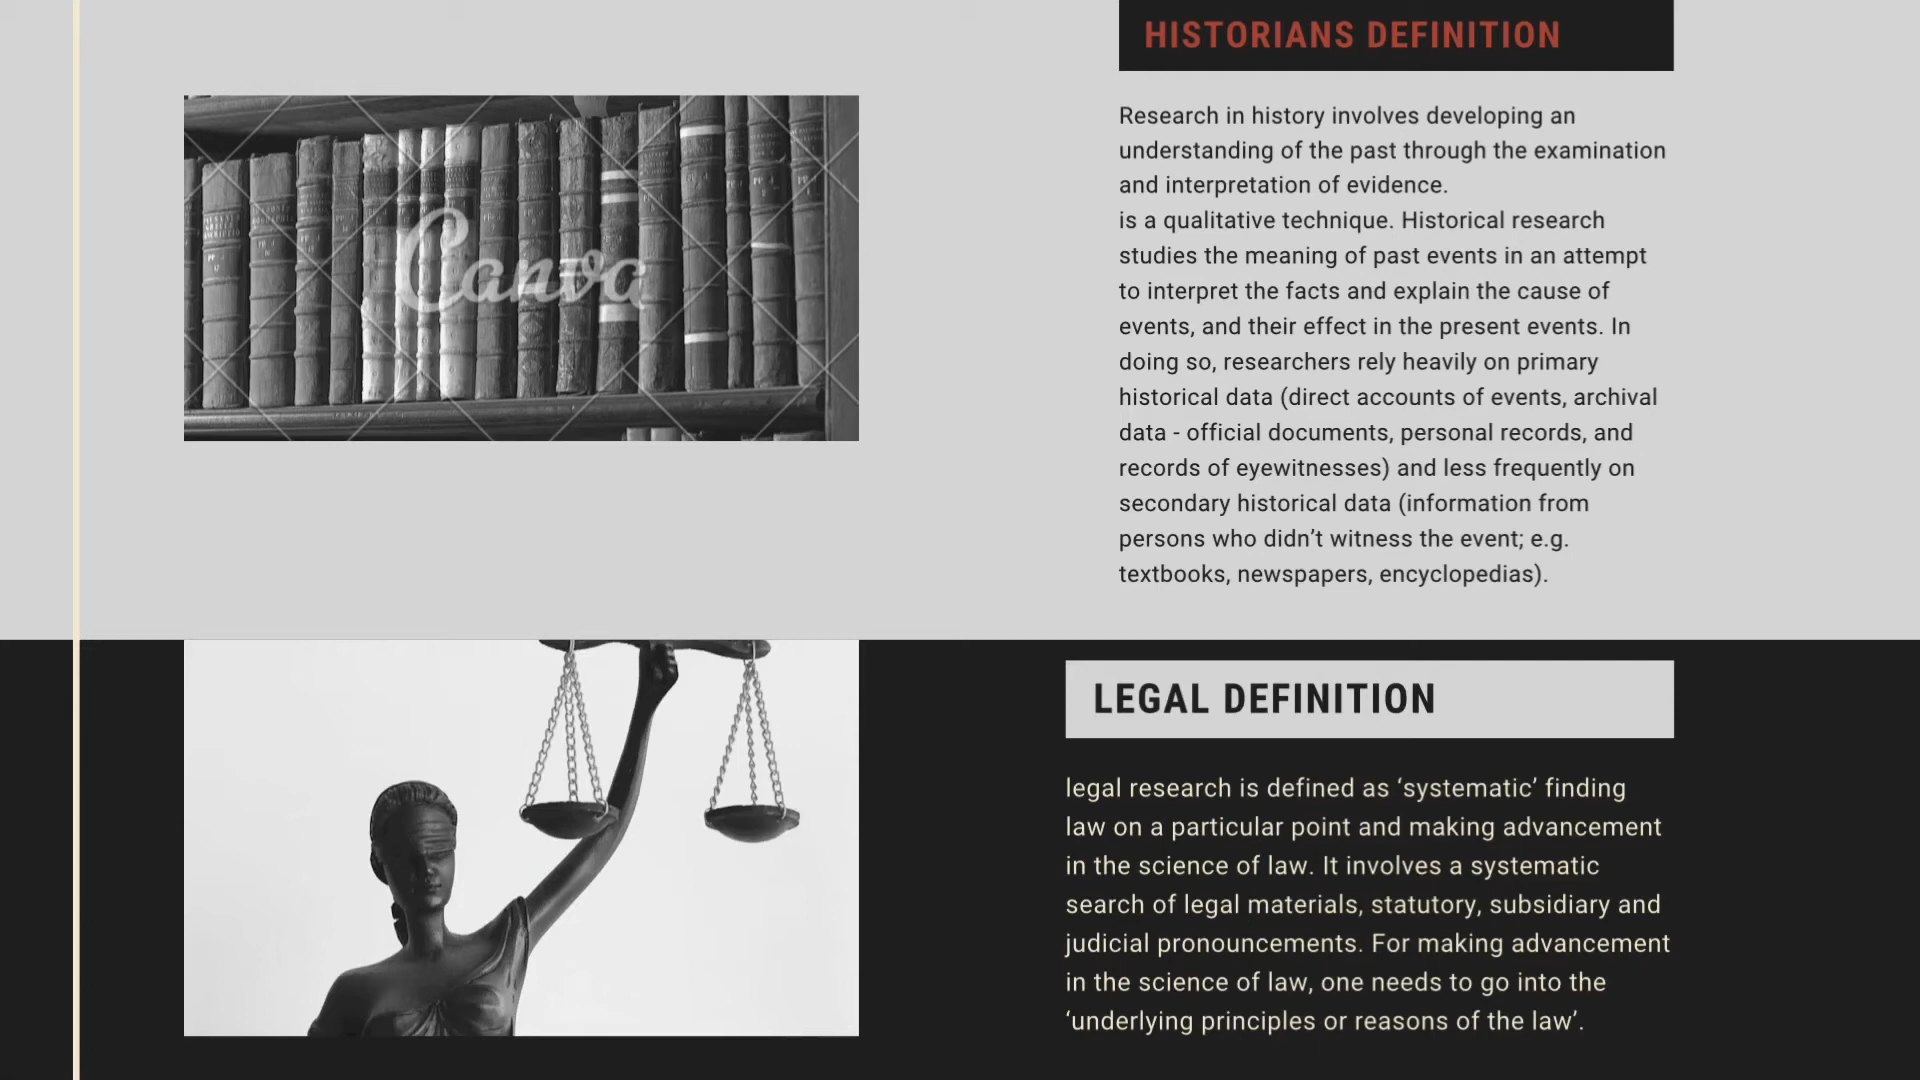 HISTORIANS DEFINITION
Research in history involves developing an
understanding of the past through the examination
and interpretation of evidence.
is a qualitative technique. Historical research
studies the meaning of past events in an attempt
to interpret the facts and explain the cause of
events, and their effect in the present events. In
doing so, researchers rely heavily on primary
historical data (direct accounts of events, archival
data - official documents, personal records, and
records of eyewitnesses) and less frequently on
secondary historical data (information from
persons who didn’t witness the event; e.g.
textbooks, newspapers, encyclopedias).
Canva
LEGAL DEFINITION
legal research is defined as ‘systematic’ finding
law on a particular point and making advancement
in the science of law. It involves a systematic
search of legal materials, statutory, subsidiary and
judicial pronouncements. For making advancement
in the science of law, one needs to go into the
‘underlying principles or reasons of the law’.